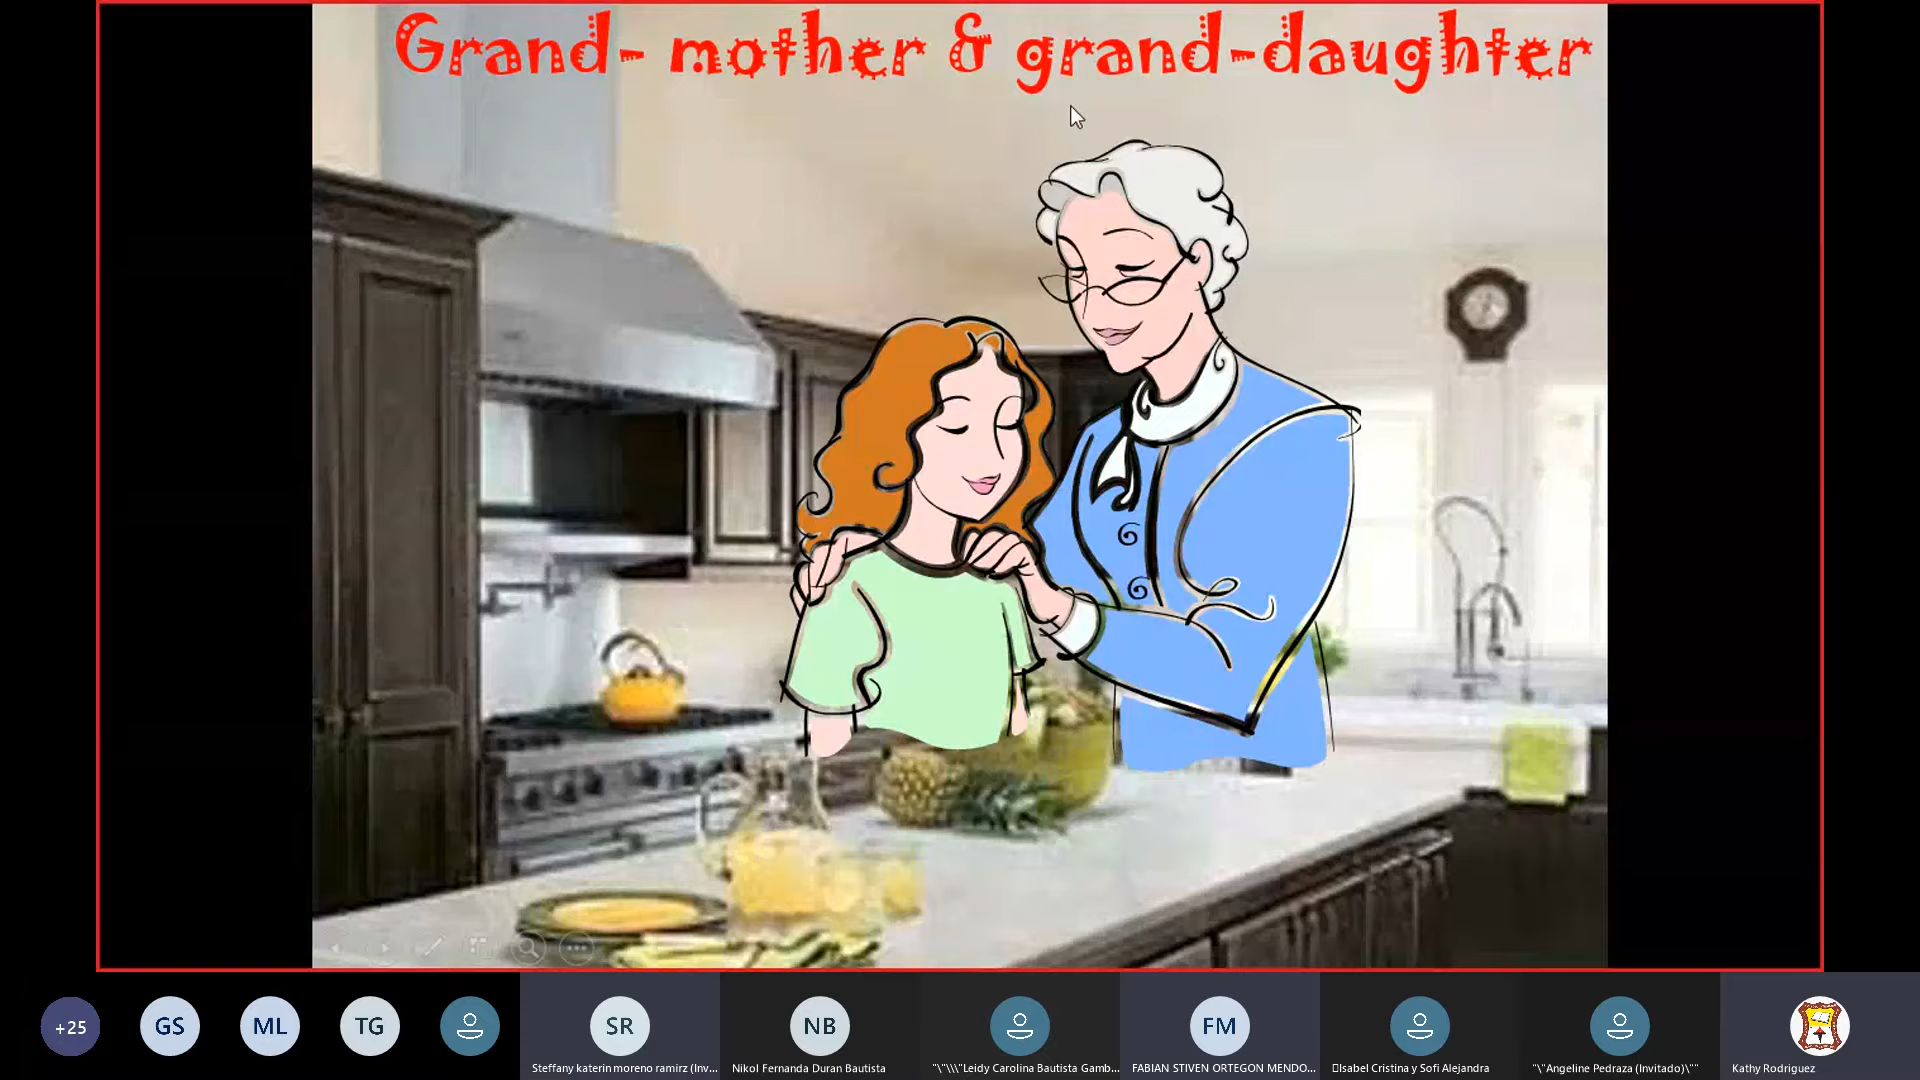 Grand- mother & grand-daughter
+25
GS
ML
TG
SR
NB
FM
Steffany katerin moreno ramirz (Inv...
Nikol Fernanda Duran Bautista
"\"\\\"Leidy Carolina Bautista Gamb...
FABIAN STIVEN ORTEGON MENDO...
Isabel Cristina y Sofi Alejandra
"\"Angeline Pedraza (Invitado)\""
Kathy Rodriguez